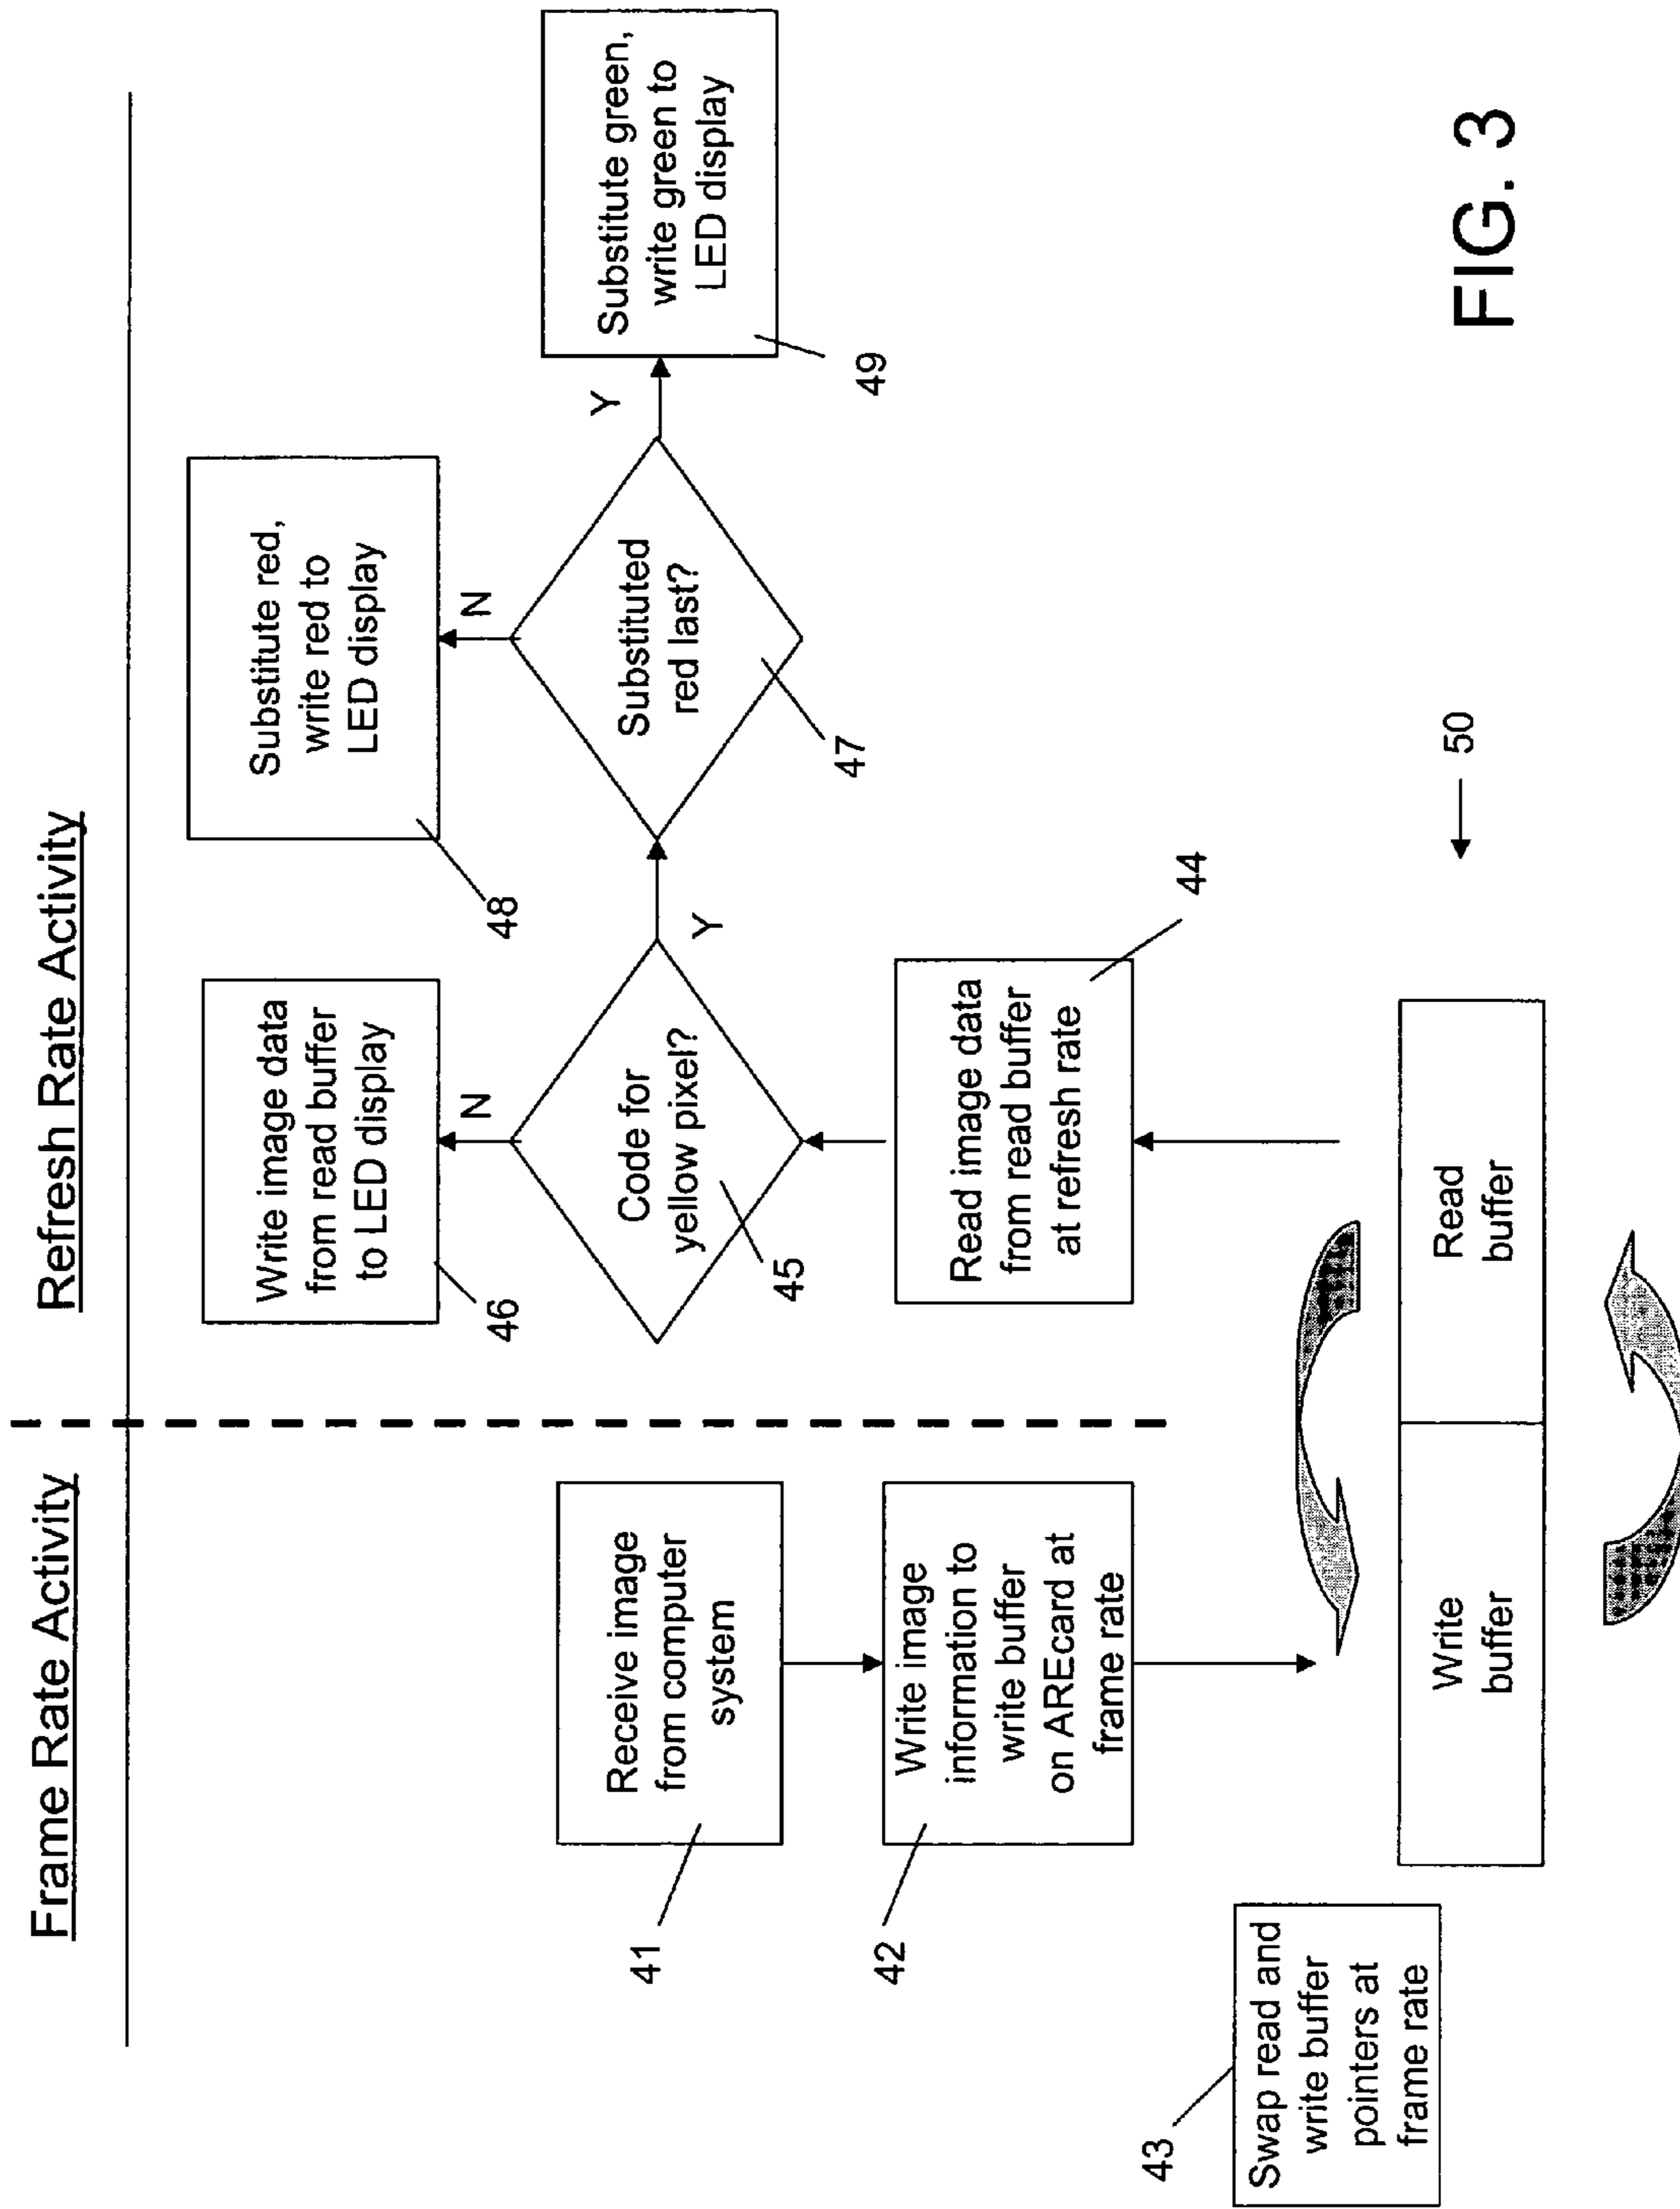 Frame Rate Activity
Refresh Rate Activity
Receive image
from computer
system
41
Write image
information to
write buffer
on AREcard at
frame rate
42
Swap read and
write buffer
pointers at
frame rate
43
Write
buffer
Read
buffer
50
Read image data
from read buffer
at refresh rate
44
Code for
yellow pixel?
45
N
Y
Write image data
from read buffer
to LED display
46
Substituted
red last?
47
N
Y
Substitute red,
write red to
LED display
48
Substitute green,
write green to
LED display
49
FIG. 3